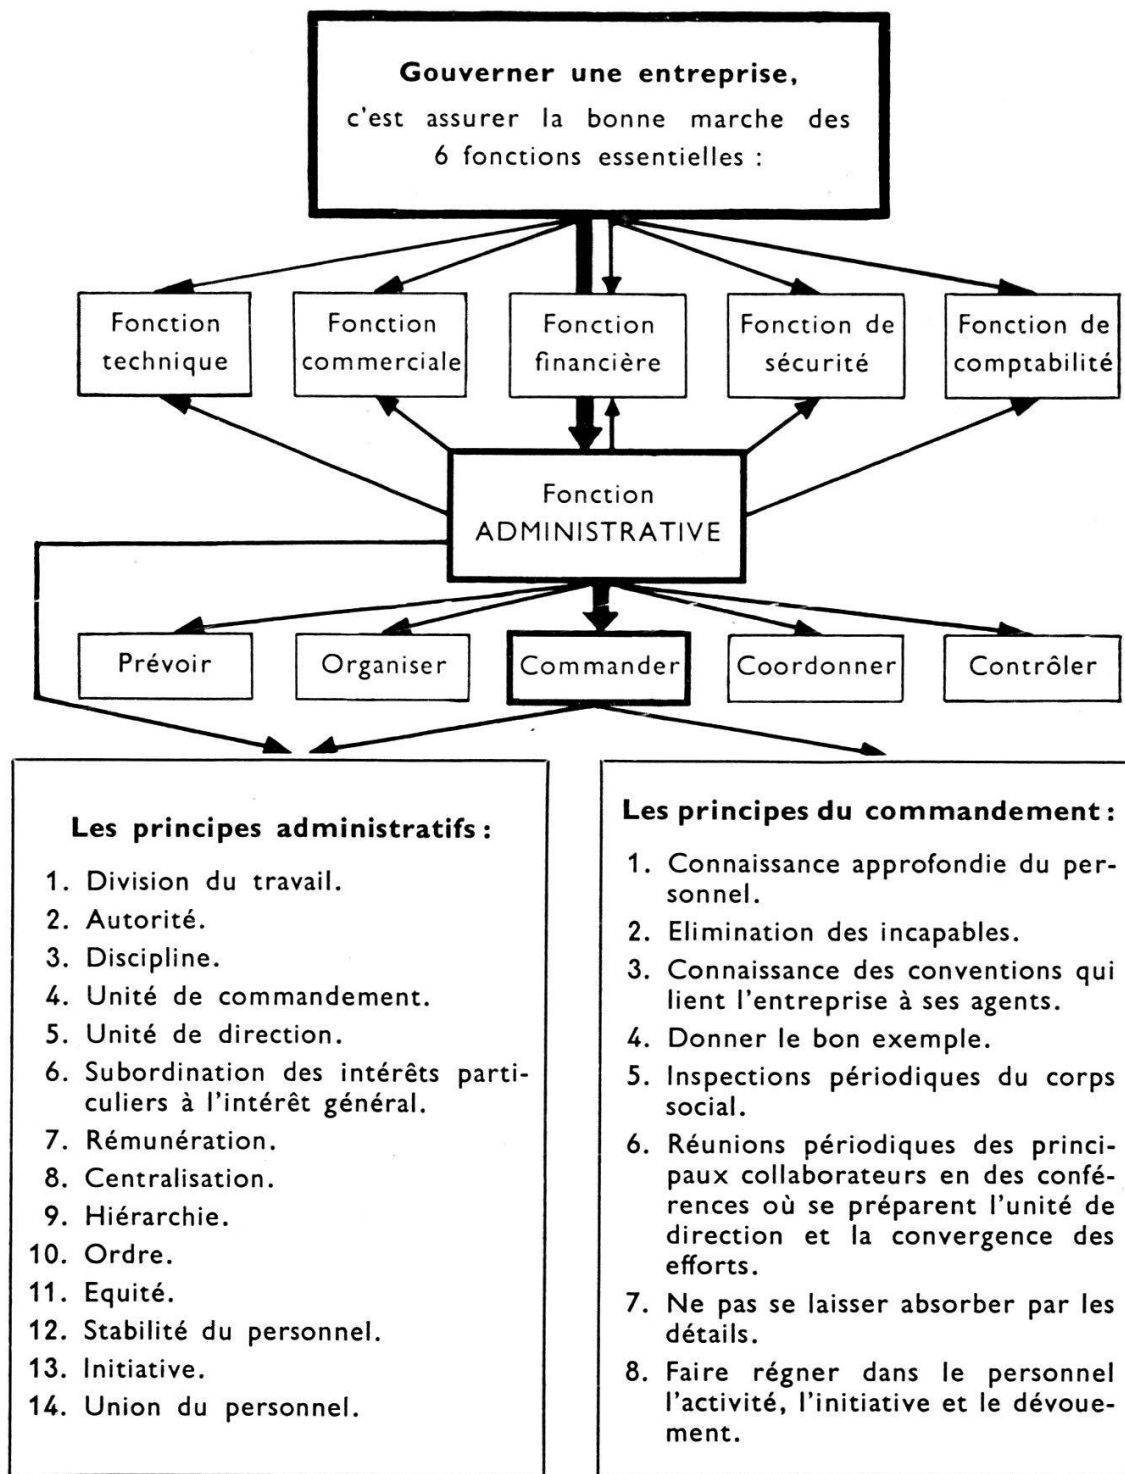 Gouverner une entreprise,
c'est assurer la bonne marche des
6 fonctions essentielles :
Fonction
technique
Fonction
commerciale
Fonction
financière
Fonction de
sécurité
Fonction de
comptabilité
Fonction
ADMINISTRATIVE
Prévoir
Organiser
Commander
Coordonner
Contrôler
Les principes administratifs :
1. Division du travail.
2. Autorité.
3. Discipline.
4. Unité de commandement.
5. Unité de direction.
6. Subordination des intérêts parti-
culiers à l'intérêt général.
7. Rémunération.
8. Centralisation.
9. Hiérarchie.
10. Ordre.
11. Equité.
12. Stabilité du personnel.
13. Initiative.
14. Union du personnel.
Les principes du commandement :
1. Connaissance approfondie du per-
sonnel.
2. Elimination des incapables.
3. Connaissance des conventions qui
lient l'entreprise à ses agents.
4. Donner le bon exemple.
5. Inspections périodiques du corps
social.
6. Réunions périodiques des princi-
paux collaborateurs en des confé-
rences où se préparent l'unité de
direction et la convergence des
efforts.
7. Ne pas se laisser absorber par les
détails.
8. Faire régner dans le personnel
l'activité, l'initiative et le dévoue-
ment.